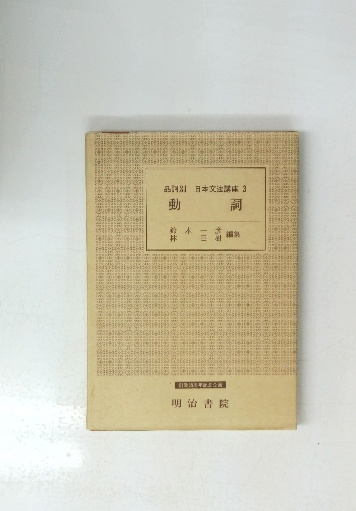 品詞別 日本文法講座 3
動詞
鈴木一彦
林巨樹 編集
明治書院